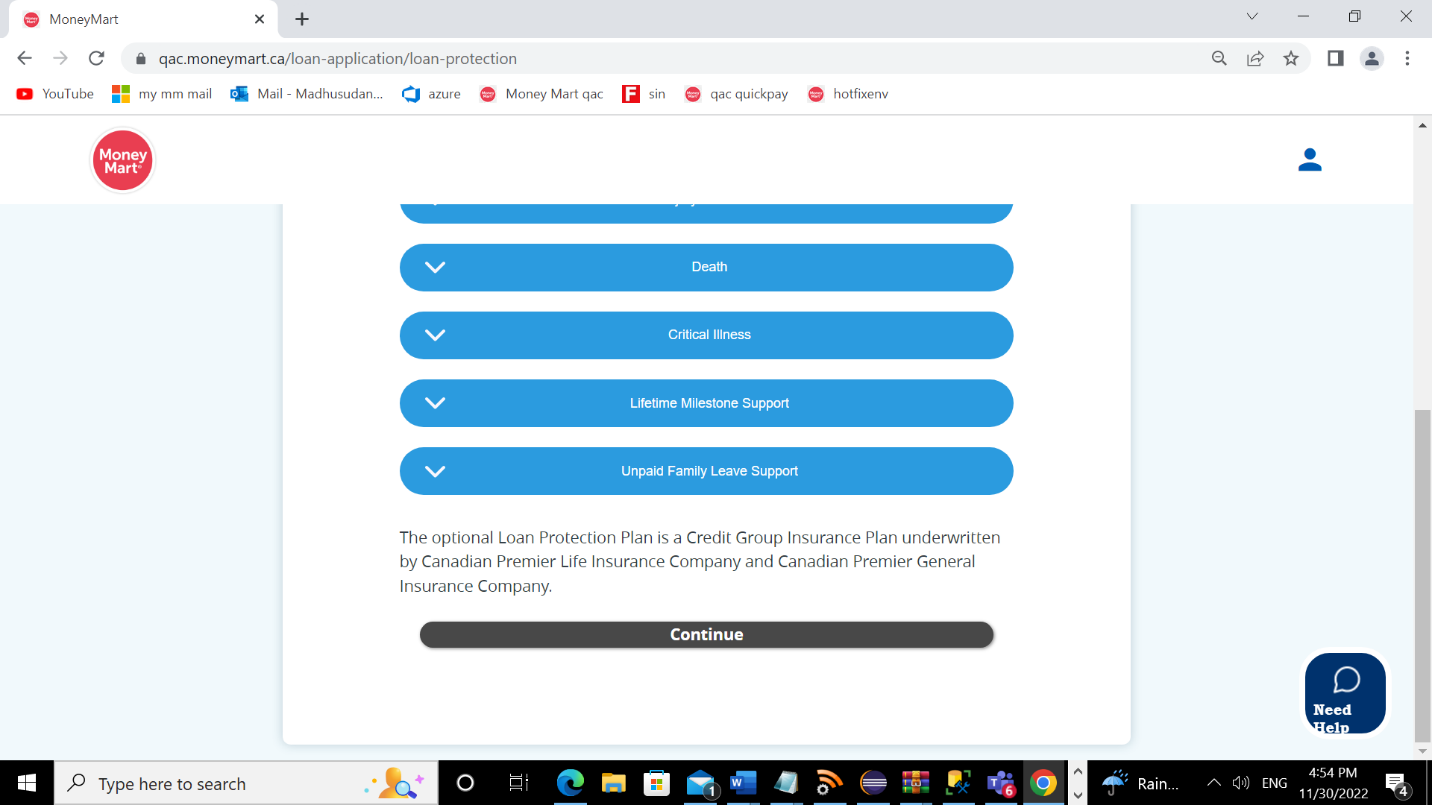 MoneyMart
qac.moneymart.ca/loan-application/loan-protection
YouTube
my mm mail
Mail - Madhusudan...
azure
Money Mart qac
F
sin
qac quickpay
hotfixenv
Money
Mart
Death
Critical Illness
Lifetime Milestone Support
Unpaid Family Leave Support
The optional Loan Protection Plan is a Credit Group Insurance Plan underwritten
by Canadian Premier Life Insurance Company and Canadian Premier General
Insurance Company.
Continue
Need
Help
Type here to search
1
W
6
Rain...
ENG
4:54 PM
11/30/2022
4